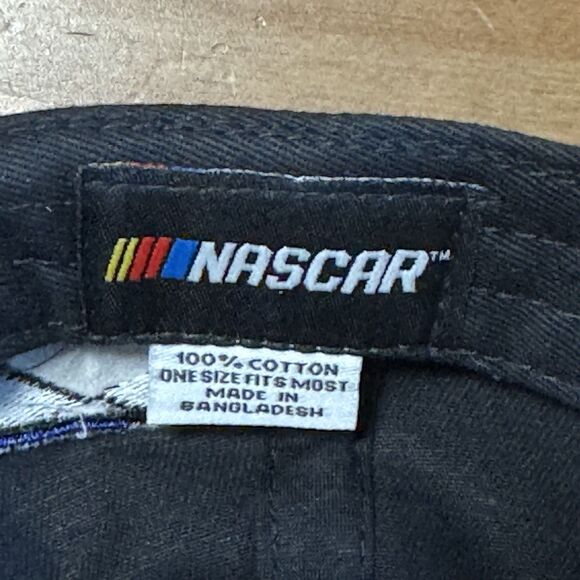 NASCAR™
100% COTTON
ONE SIZE FITS MOST
MADE IN
BANGLADESH